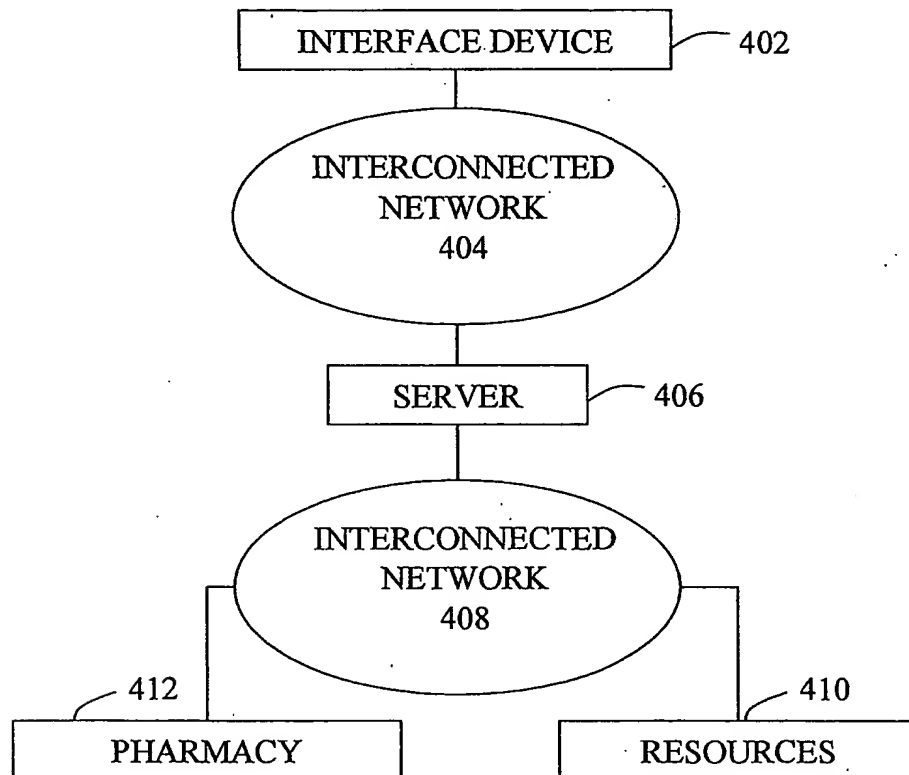 INTERFACE DEVICE
402
INTERCONNECTED
NETWORK
404
SERVER
406
INTERCONNECTED
NETWORK
408
412
410
PHARMACY
RESOURCES